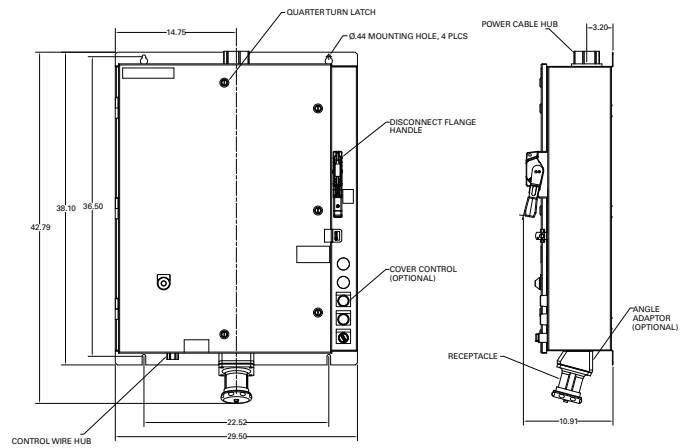 QUARTER TURN LATCH
14.75
Ø.44 MOUNTING HOLE, 4 PLCS
POWER CABLE HUB
3.20
DISCONNECT FLANGE
HANDLE
42.79
38.10
36.50
COVER CONTROL
(OPTIONAL)
ANGLE
ADAPTOR
(OPTIONAL)
RECEPTACLE
22.52
10.91
29.50
CONTROL WIRE HUB